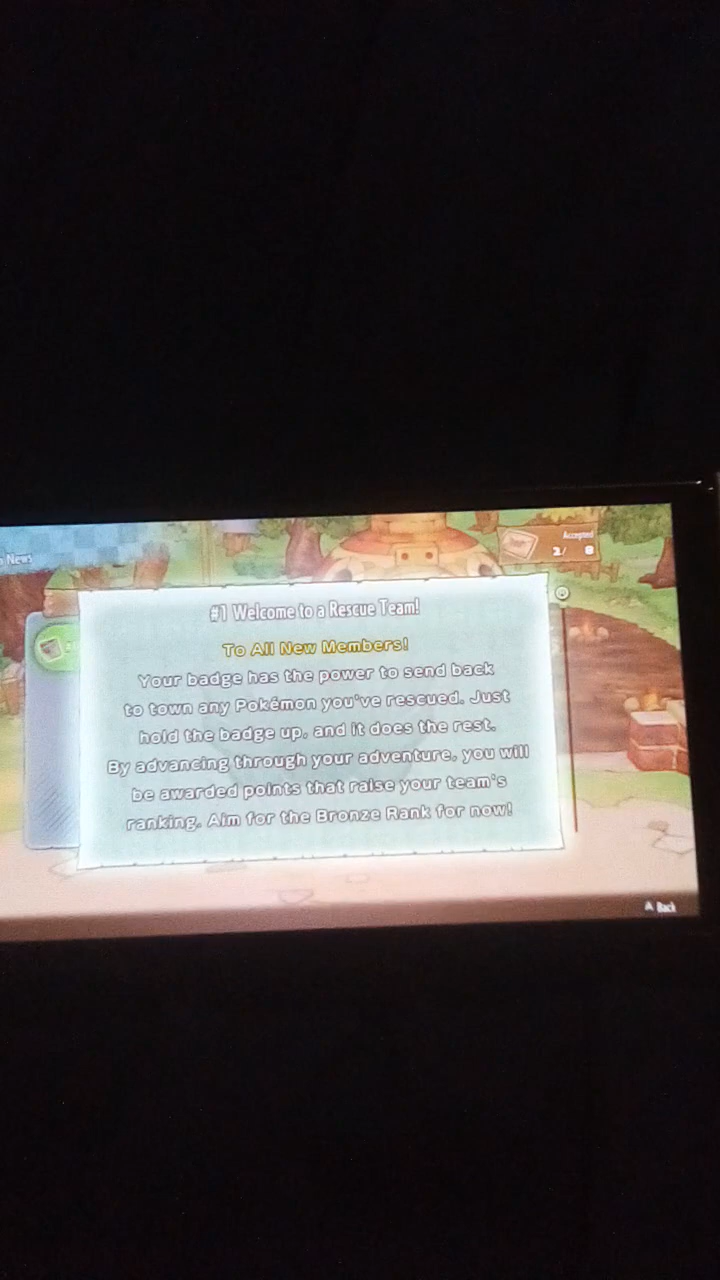 News
Accepted
2/ 8
#1 Welcome to a Rescue Team!
To All New Members!
Your badge has the power to send back
to town any Pokémon you've rescued. Just
hold the badge up, and it does the rest.
By advancing through your adventure, you will
be awarded points that raise your team's
ranking. Aim for the Bronze Rank for now!
A Back